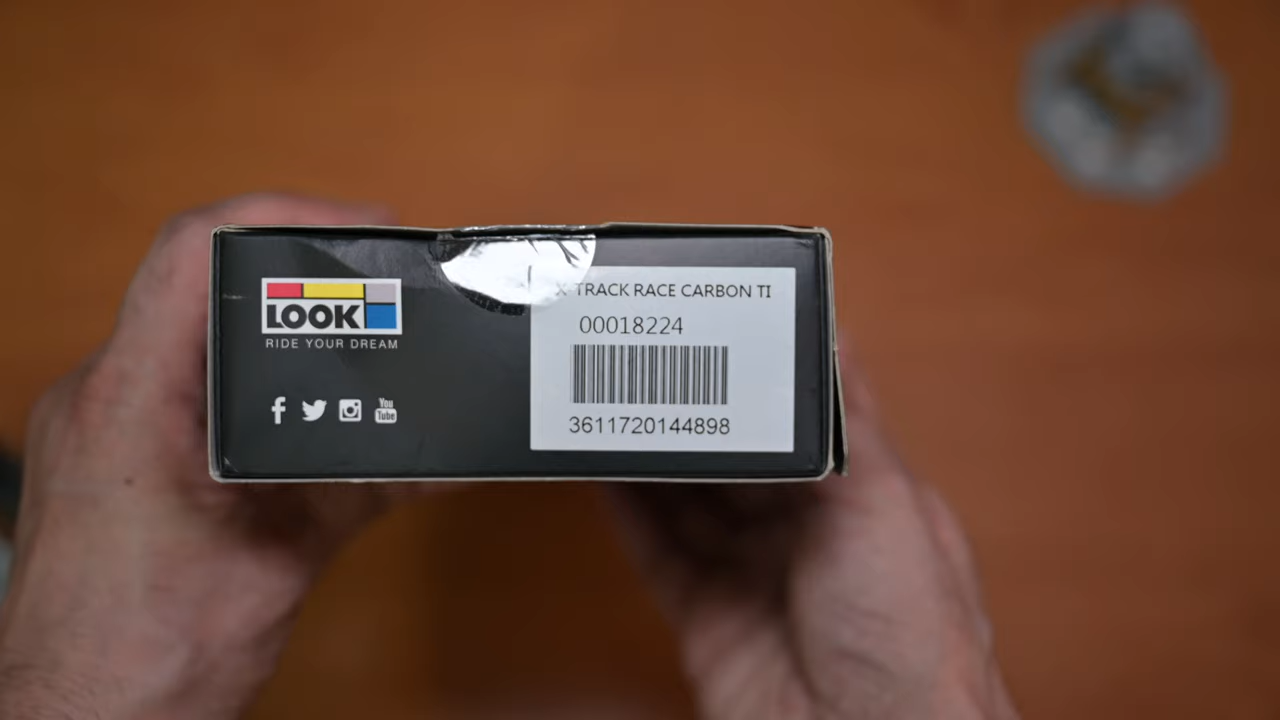 LOOK
RIDE YOUR DREAM
You
Tube
X-TRACK RACE CARBON TI
00018224
3611720144898